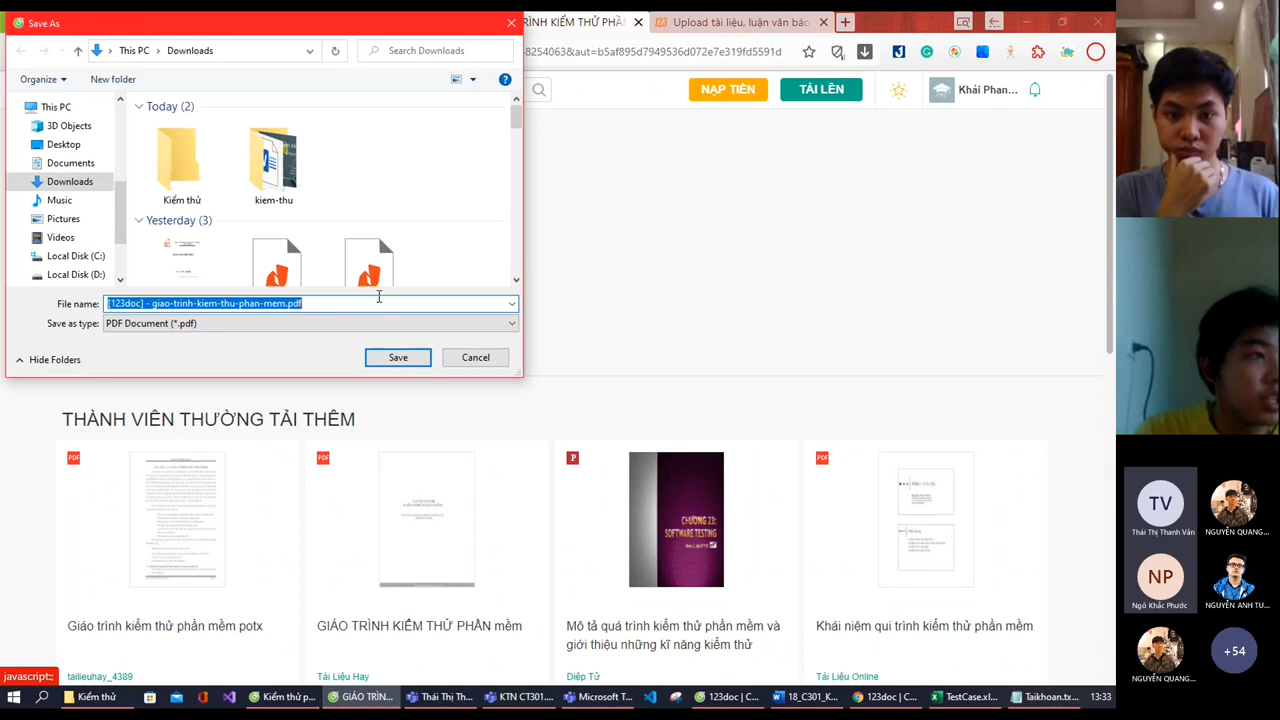 Save As
This PC > Downloads
Search Downloads
Organize
New folder
This PC
3D Objects
Desktop
Documents
Downloads
Music
Pictures
Videos
Local Disk (C:)
Local Disk (D:)
Today (2)
Kiểm thử
kiem-thu
Yesterday (3)
File name:
[123doc] - giao-trinh-kiem-thu-phan-mem.pdf
Save as type:
PDF Document (*.pdf)
Hide Folders
Save
Cancel
TRÌNH KIỂM THỬ PHẦN
Upload tài liệu, luận văn báo
8254063&aut=b5af895d7949536d072e7e319fd5591d
NẠP TIỀN
TẢI LÊN
Khải Phan...
THÀNH VIÊN THƯỜNG TẢI THÊM
PDF
PDF
P
PDF
CHƯƠNG 23:
SOFTWARE TESTING
Giáo trình kiểm thử phần mềm potx
GIÁO TRÌNH KIỂM THỬ PHẦN mềm
Mô tả quá trình kiểm thử phần mềm và
giới thiệu những kĩ năng kiểm thử
Khái niệm qui trình kiểm thử phần mềm
tailieuhay_4389
Tài Liệu Hay
Diệp Tử
Tài Liệu Online
javascript:;
Kiểm thử
Kiểm thử p...
GIÁO TRÌN...
Thái Thị Th...
KTN CT301....
Microsoft T...
123doc | C...
18_C301_K...
123doc | C...
TestCase.xl...
Taikhoan.tx...
13:33
TV
Thái Thị Thanh Vân
NGUYỄN QUANG...
NP
Ngô Khắc Phước
NGUYỄN ANH TU...
NGUYỄN QUANG...
+54